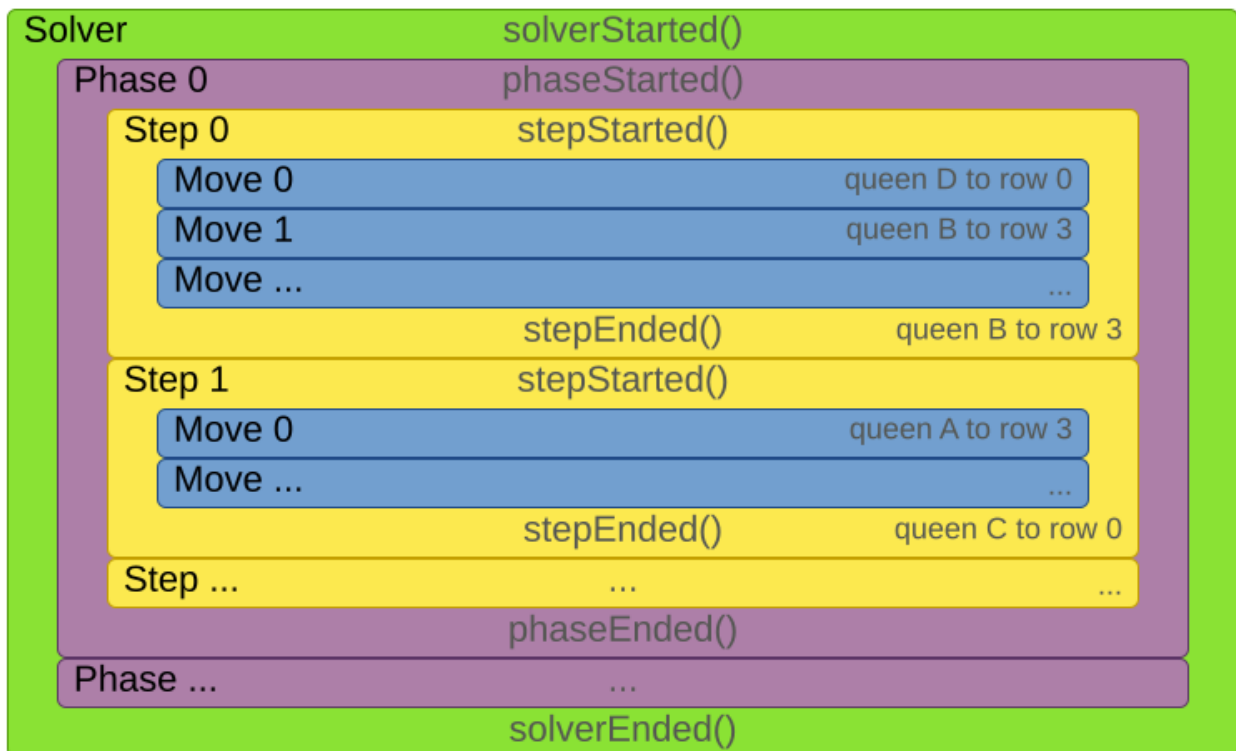 Solver solverStarted()
Phase 0 phaseStarted()
Step 0 stepStarted()
Move 0 queen D to row 0
Move 1 queen B to row 3
Move ... ...
stepEnded() queen B to row 3
Step 1 stepStarted()
Move 0 queen A to row 3
Move ... ...
stepEnded() queen C to row 0
Step ... ... ...
phaseEnded()
Phase ... ...
solverEnded()